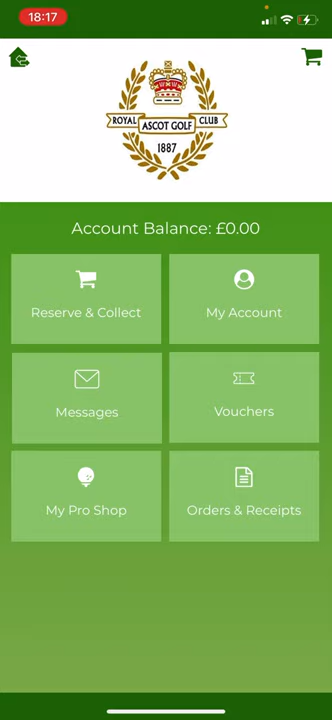 18:17
ROYAL ASCOT GOLF CLUB
1887
Account Balance: £0.00
Reserve & Collect
My Account
Messages
Vouchers
My Pro Shop
Orders & Receipts